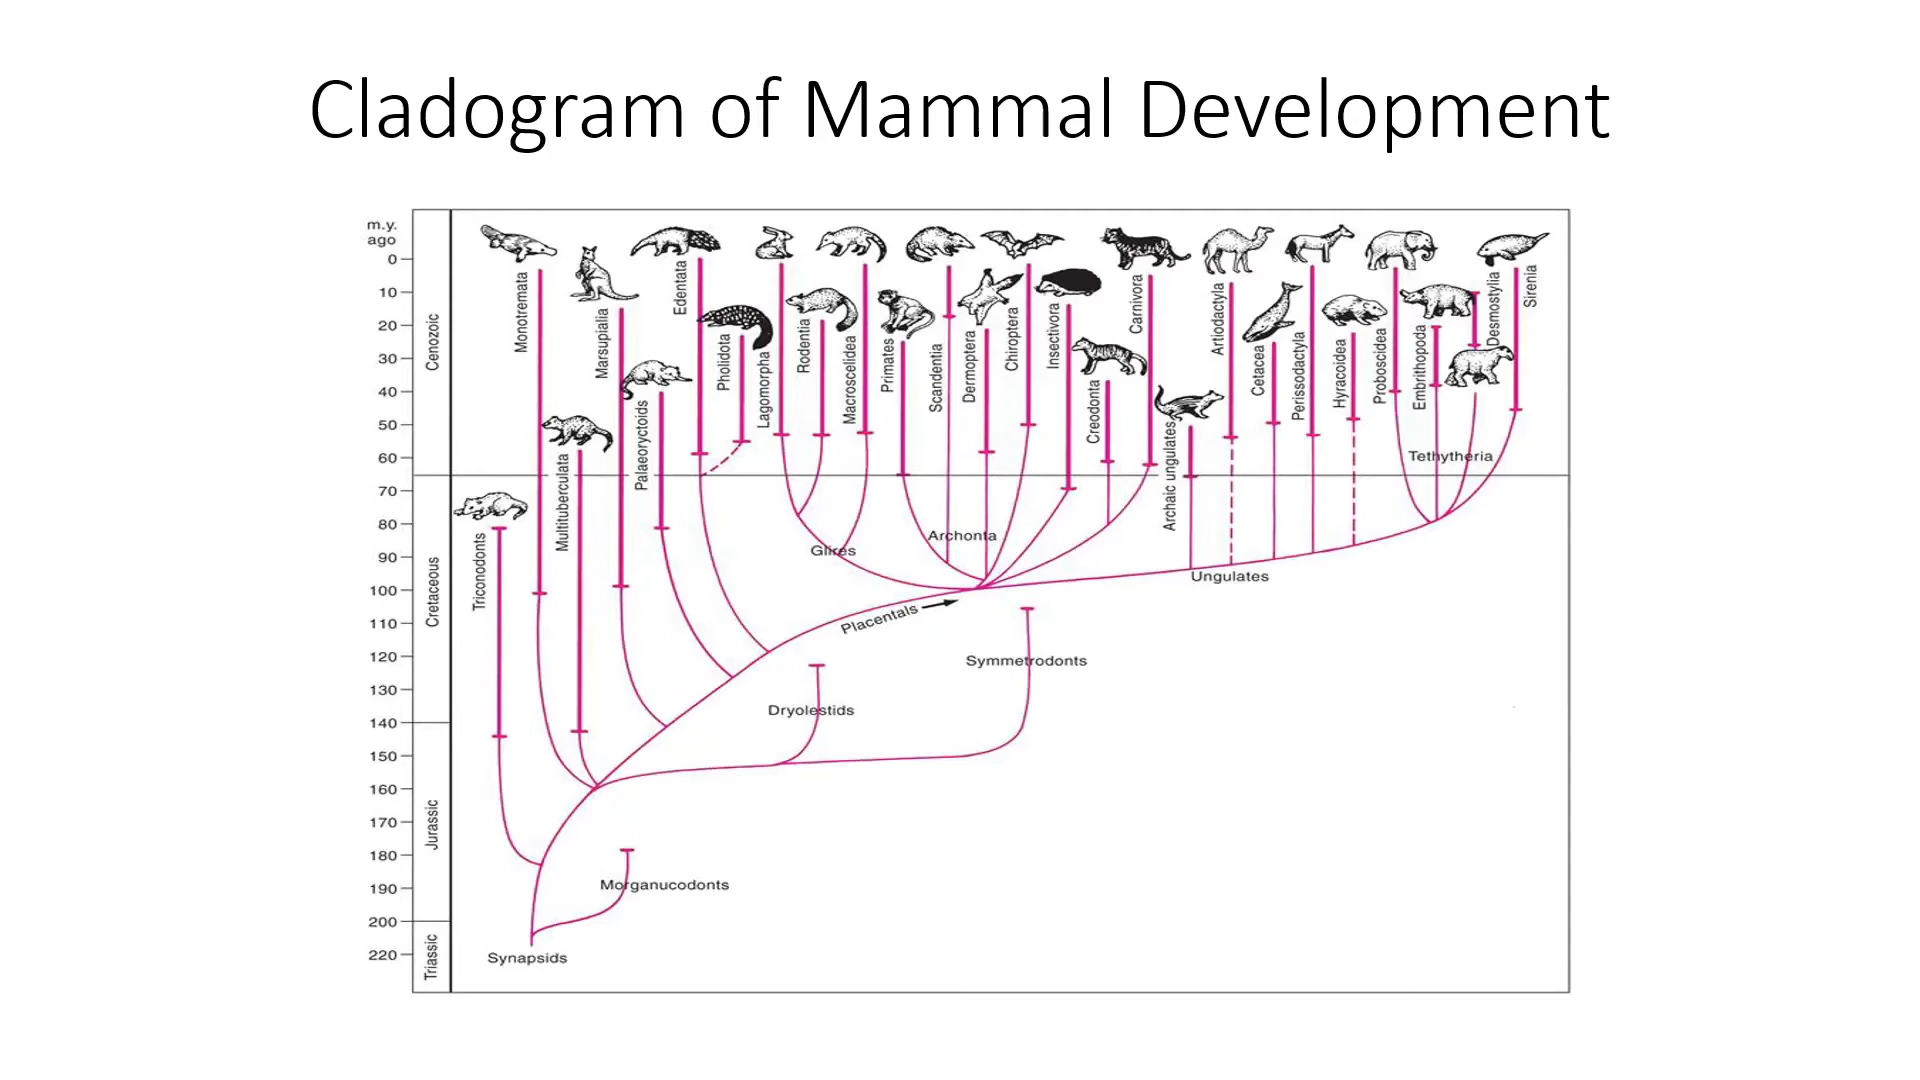 Cladogram of Mammal Development
m.y.
ago
0
10
20
30
40
50
60
70
80
90
100
110
120
130
140
150
160
170
180
190
200
220
Cenozoic
Cretaceous
Jurassic
Triassic
Triconodonts
Monotremata
Multituberculata
Marsupialia
Palaeoryctoids
Edentata
Pholidota
Lagomorpha
Rodentia
Macroscelidea
Primates
Scandentia
Dermoptera
Chiroptera
Insectivora
Creodonta
Carnivora
Archaic ungulates
Artiodactyla
Cetacea
Perissodactyla
Hyracoidea
Proboscidea
Embrithopoda
Desmostylia
Sirenia
Tethytheria
Glires
Archonta
Ungulates
Placentals
Symmetrodonts
Dryolestids
Morganucodonts
Synapsids